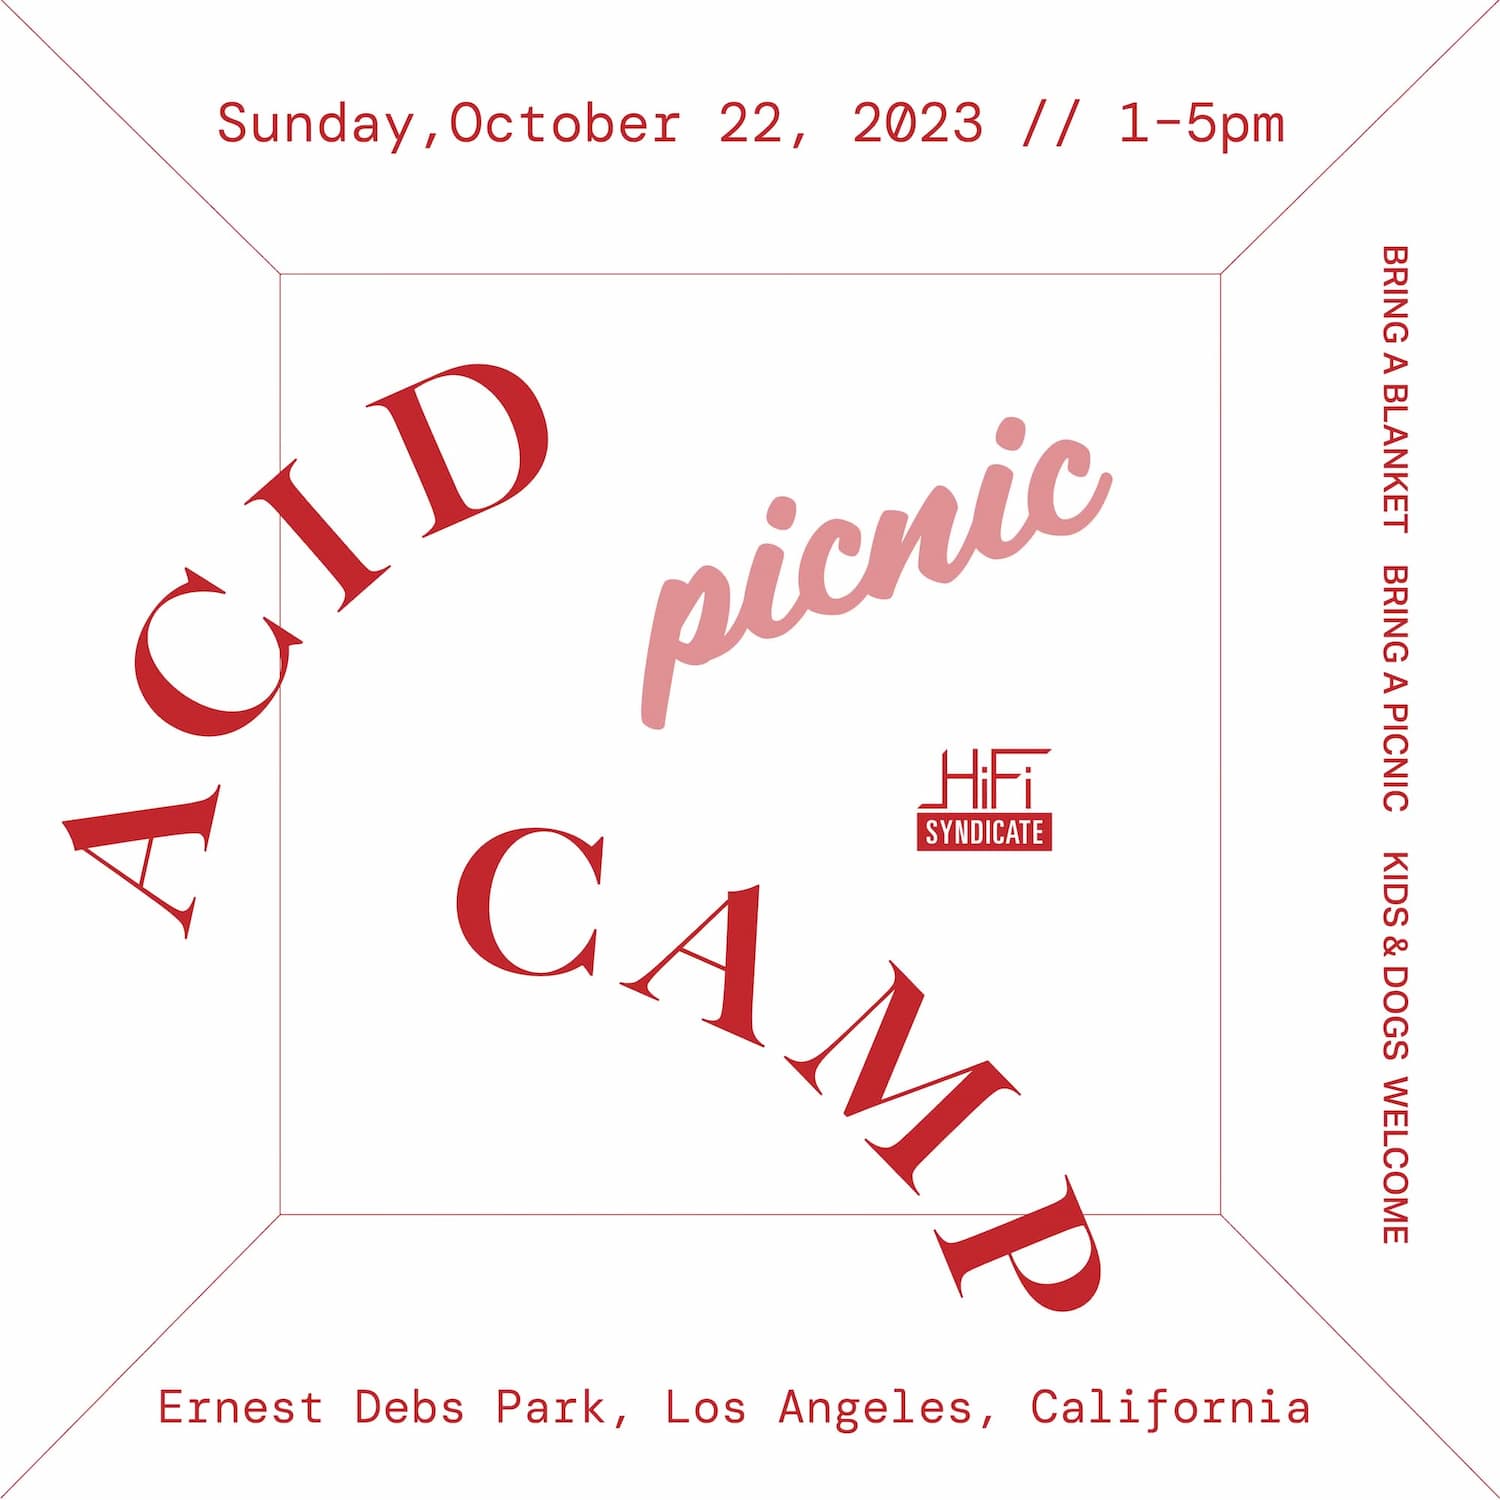 Sunday,October 22, 2023 // 1-5pm
ACID
picnic
HiFi
SYNDICATE
CAMP
BRING A BLANKET BRING A PICNIC KIDS & DOGS WELCOME
Ernest Debs Park, Los Angeles, California